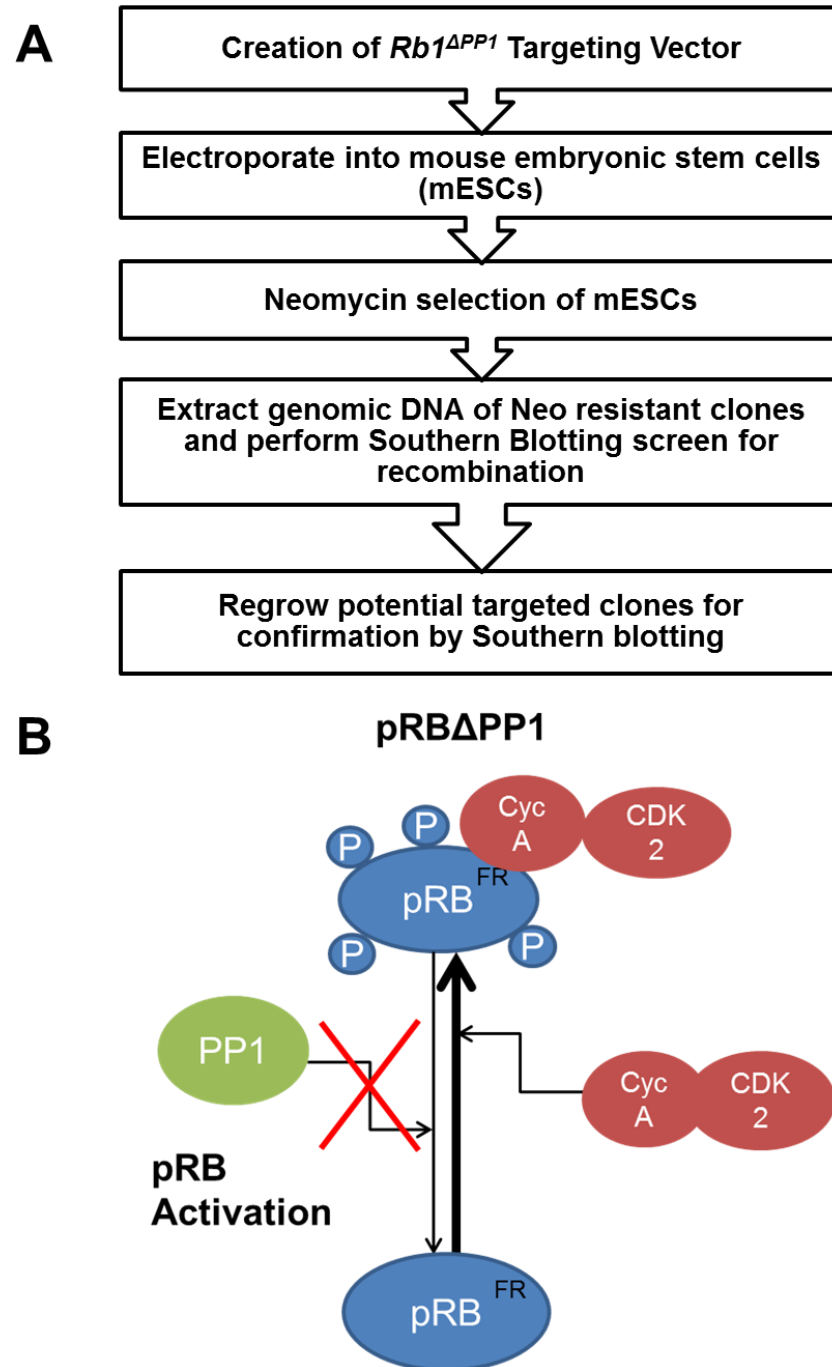 A
Creation of Rb1ΔPP1 Targeting Vector
Electroporate into mouse embryonic stem cells
(mESCs)
Neomycin selection of mESCs
Extract genomic DNA of Neo resistant clones
and perform Southern Blotting screen for
recombination
Regrow potential targeted clones for
confirmation by Southern blotting
B
pRBΔPP1
Cyc
A
CDK
2
P
P
FR
pRB
P
P
PP1
Cyc
A
CDK
2
pRB
Activation
FR
pRB